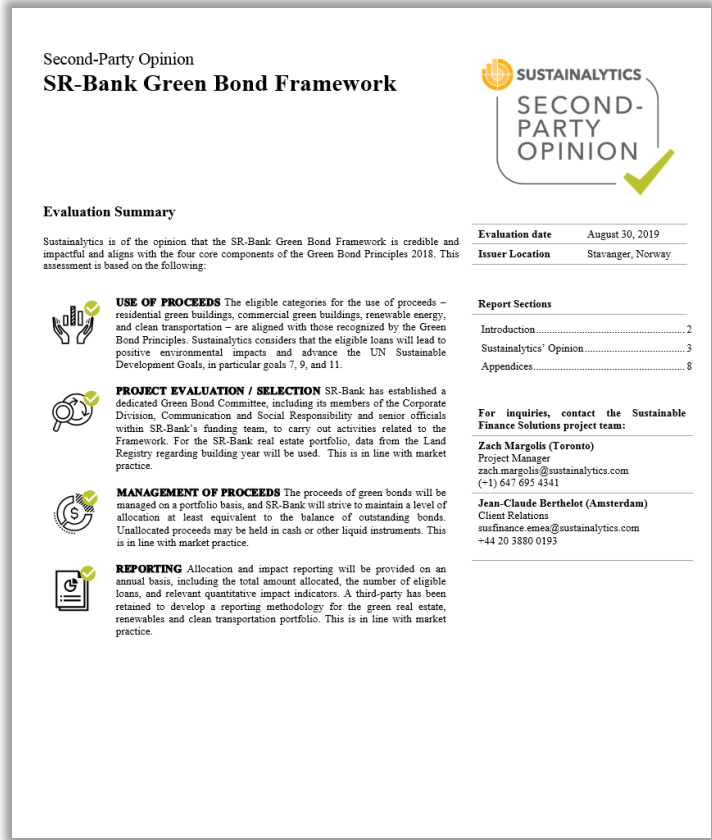 Second-Party Opinion
SR-Bank Green Bond Framework
SUSTAINALYTICS
SECOND-
PARTY
OPINION
Evaluation Summary
Sustainalytics is of the opinion that the SR-Bank Green Bond Framework is credible and
impactful and aligns with the four core components of the Green Bond Principles 2018. This
assessment is based on the following:
USE OF PROCEEDS The eligible categories for the use of proceeds –
residential green buildings, commercial green buildings, renewable energy,
and clean transportation – are aligned with those recognized by the Green
Bond Principles. Sustainalytics considers that the eligible loans will lead to
positive environmental impacts and advance the UN Sustainable
Development Goals, in particular goals 7, 9, and 11.
PROJECT EVALUATION / SELECTION SR-Bank has established a
dedicated Green Bond Committee, including its members of the Corporate
Division, Communication and Social Responsibility and senior officials
within SR-Bank's funding team, to carry out activities related to the
Framework. For the SR-Bank real estate portfolio, data from the Land
Registry regarding building year will be used. This is in line with market
practice.
MANAGEMENT OF PROCEEDS The proceeds of green bonds will be
managed on a portfolio basis, and SR-Bank will strive to maintain a level of
allocation at least equivalent to the balance of outstanding bonds.
Unallocated proceeds may be held in cash or other liquid instruments. This
is in line with market practice.
REPORTING Allocation and impact reporting will be provided on an
annual basis, including the total amount allocated, the number of eligible
loans, and relevant quantitative impact indicators. A third-party has been
retained to develop a reporting methodology for the green real estate,
renewables and clean transportation portfolio. This is in line with market
practice.
Evaluation date August 30, 2019
Issuer Location Stavanger, Norway
Report Sections
Introduction.................................................... 2
Sustainalytics' Opinion................................... 3
Appendices..................................................... 8
For inquiries, contact the Sustainable
Finance Solutions project team:
Zach Margolis (Toronto)
Project Manager
zach.margolis@sustainalytics.com
(+1) 647 695 4341
Jean-Claude Berthelot (Amsterdam)
Client Relations
susfinance.emea@sustainalytics.com
+44 20 3880 0193